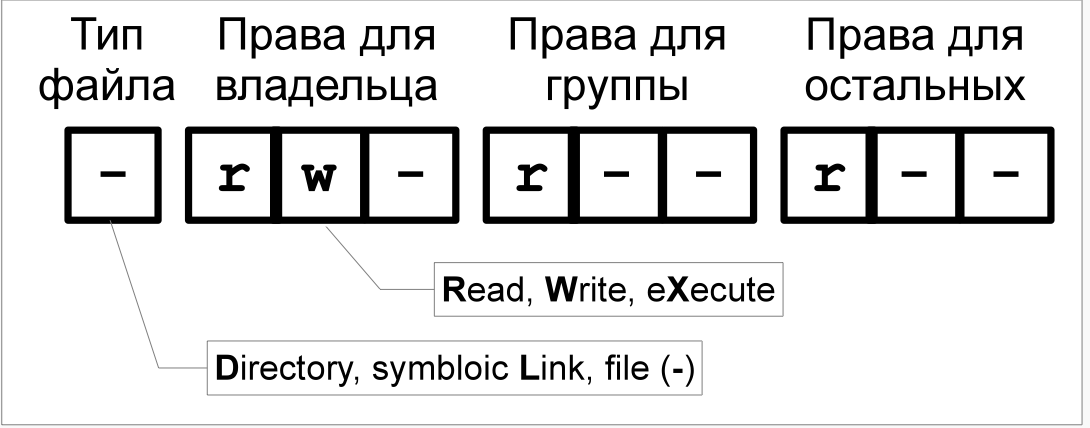 Тип файла
Права для владельца
Права для группы
Права для остальных
- r w - r - - r - -
Read, Write, eXecute
Directory, symbloic Link, file (-)